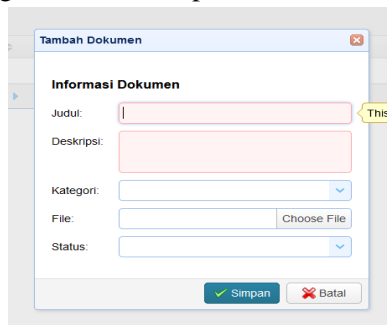 Tambah Dokumen
Informasi Dokumen
Judul: This
Deskripsi:
Kategori:
File: Choose File
Status:
Simpan Batal